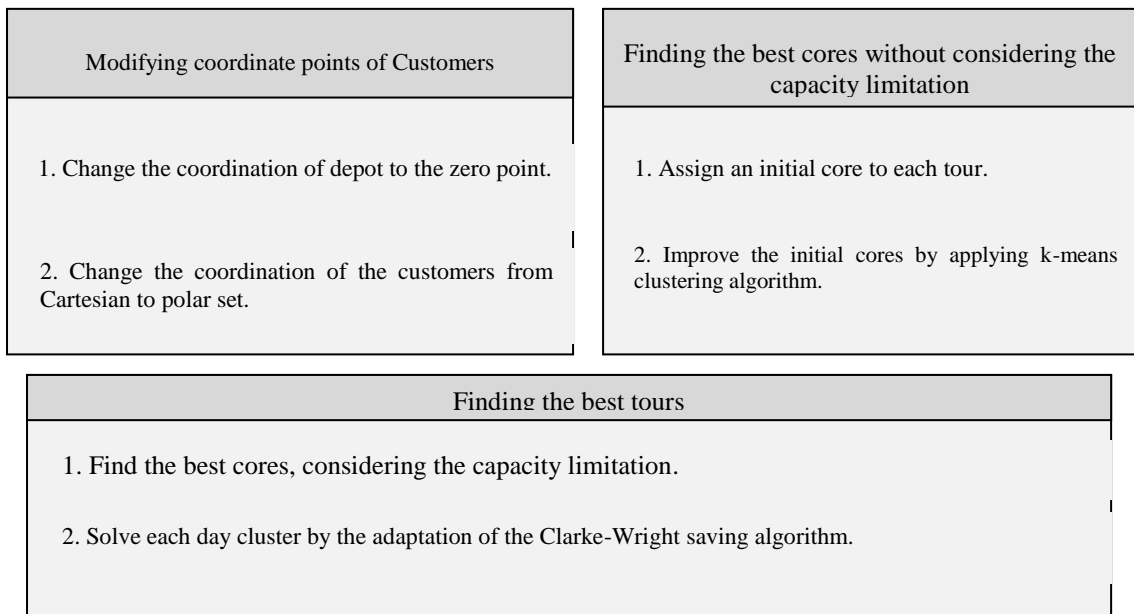 Modifying coordinate points of Customers
1. Change the coordination of depot to the zero point.
2. Change the coordination of the customers from
Cartesian to polar set.
Finding the best cores without considering the
capacity limitation
1. Assign an initial core to each tour.
2. Improve the initial cores by applying k-means
clustering algorithm.
Finding the best tours
1. Find the best cores, considering the capacity limitation.
2. Solve each day cluster by the adaptation of the Clarke-Wright saving algorithm.